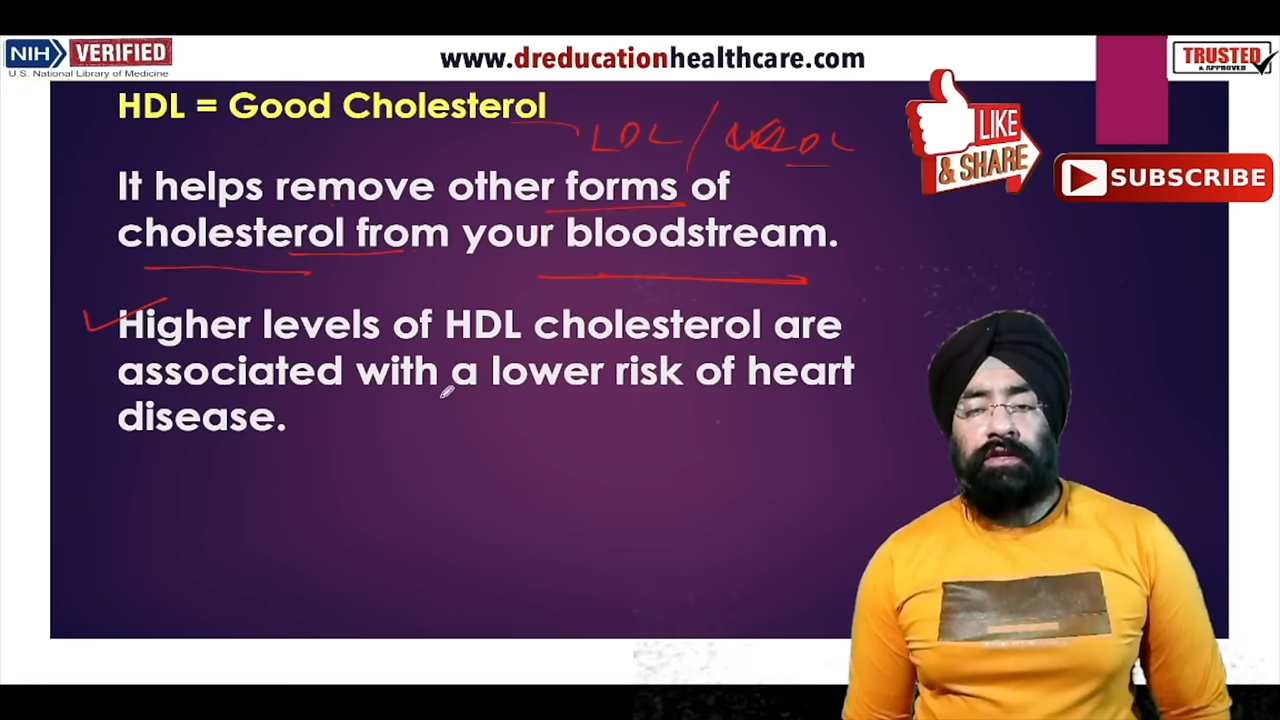 NIH VERIFIED
U.S. National Library of Medicine
www.dreducationhealthcare.com
TRUSTED
& APPROVED
HDL = Good Cholesterol
LDL /
LIKE
& SHARE
SUBSCRIBE
It helps remove other forms of
cholesterol from your bloodstream.
Higher levels of HDL cholesterol are
associated with a lower risk of heart
disease.